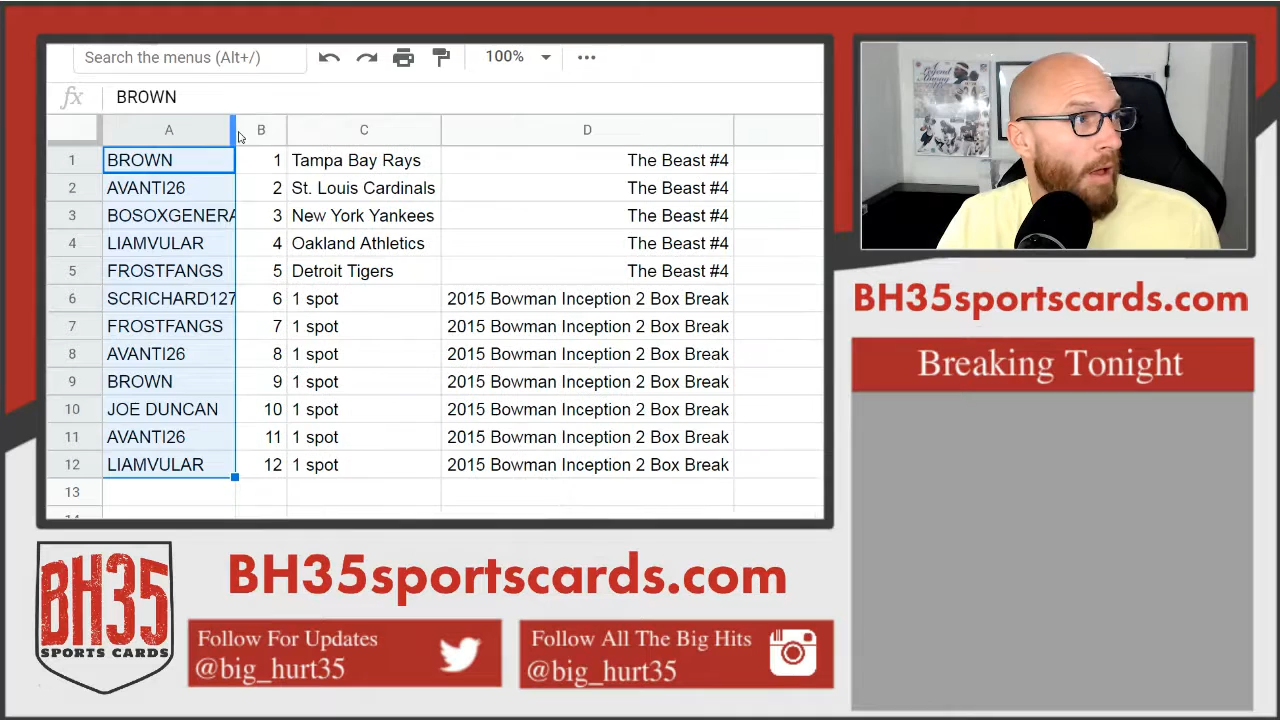 Search the menus (Alt+/)
100%
fx BROWN
A B C D
1 BROWN 1 Tampa Bay Rays The Beast #4
2 AVANTI26 2 St. Louis Cardinals The Beast #4
3 BOSOXGENERA 3 New York Yankees The Beast #4
4 LIAMVULAR 4 Oakland Athletics The Beast #4
5 FROSTFANGS 5 Detroit Tigers The Beast #4
6 SCRICHARD127 6 1 spot 2015 Bowman Inception 2 Box Break
7 FROSTFANGS 7 1 spot 2015 Bowman Inception 2 Box Break
8 AVANTI26 8 1 spot 2015 Bowman Inception 2 Box Break
9 BROWN 9 1 spot 2015 Bowman Inception 2 Box Break
10 JOE DUNCAN 10 1 spot 2015 Bowman Inception 2 Box Break
11 AVANTI26 11 1 spot 2015 Bowman Inception 2 Box Break
12 LIAMVULAR 12 1 spot 2015 Bowman Inception 2 Box Break
13
A Legend
Among
BH35sportscards.com
Breaking Tonight
BH35
SPORTS CARDS
BH35sportscards.com
Follow For Updates
@big_hurt35
Follow All The Big Hits
@big_hurt35